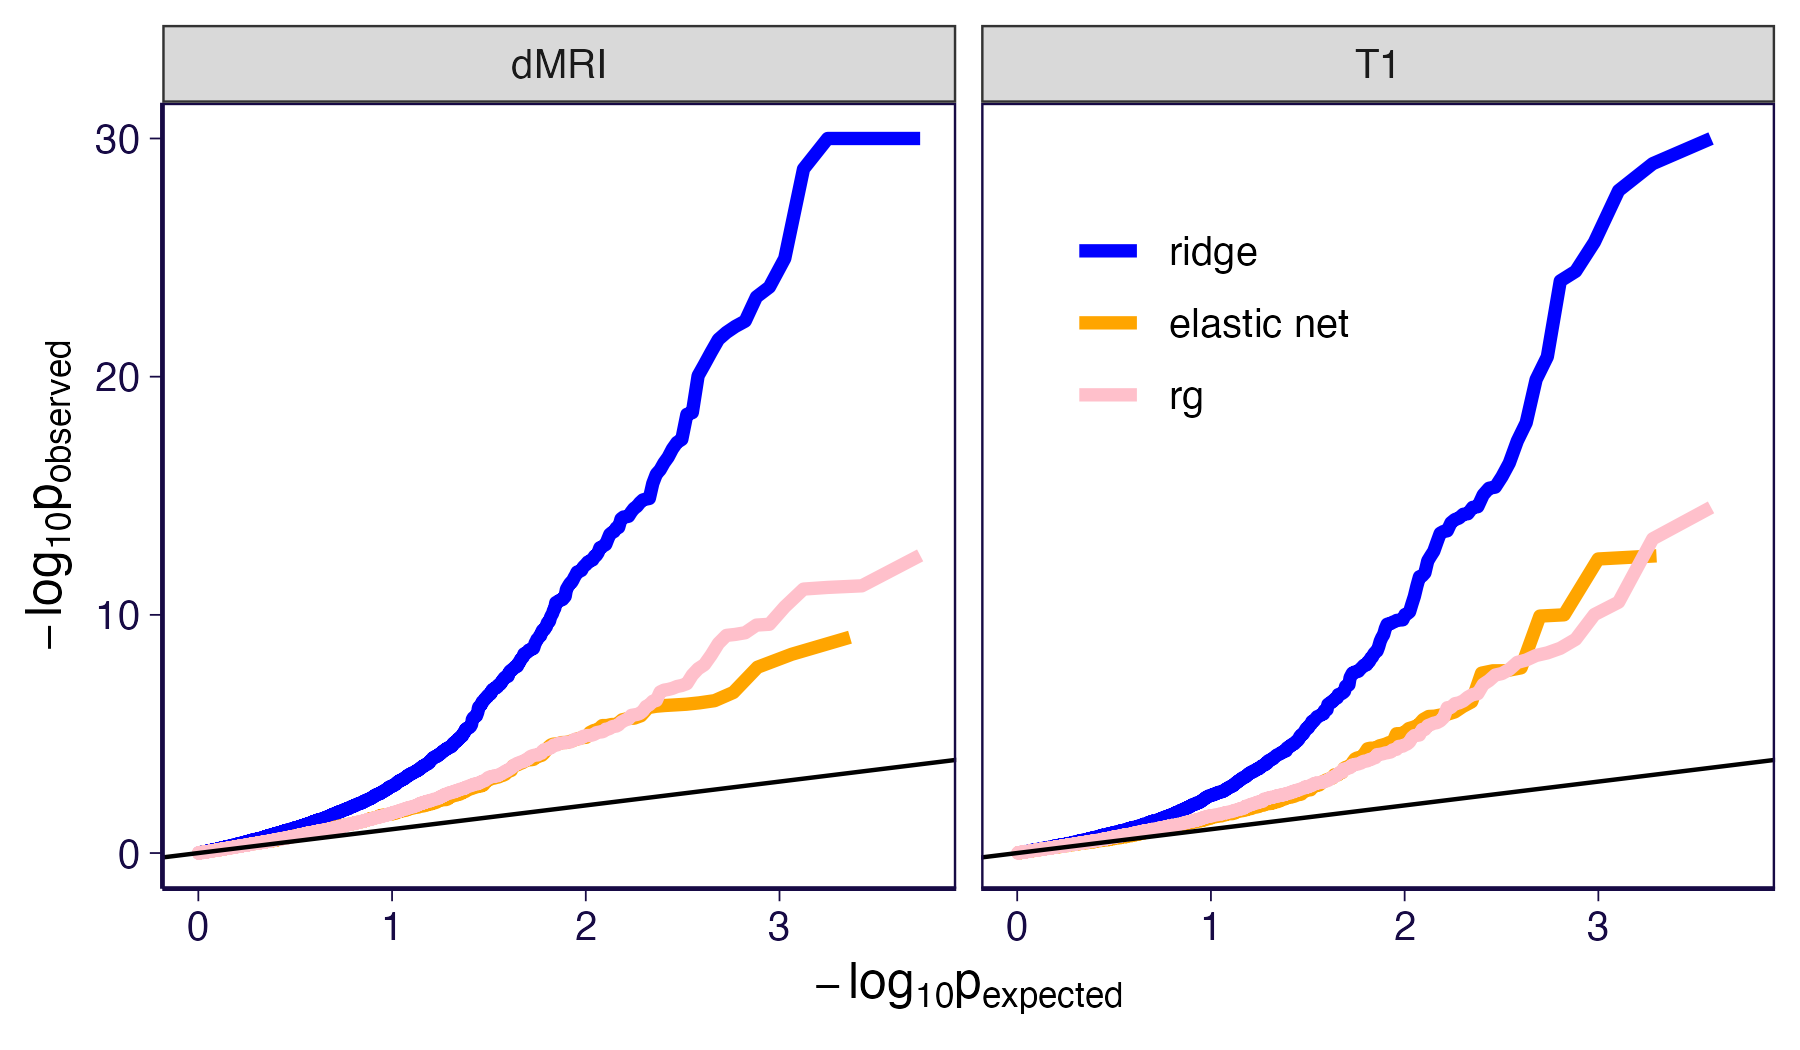 dMRI
T1
30
20
10
0
−log10pobserved
ridge
elastic net
rg
0 1 2 3
0 1 2 3
−log10pexpected